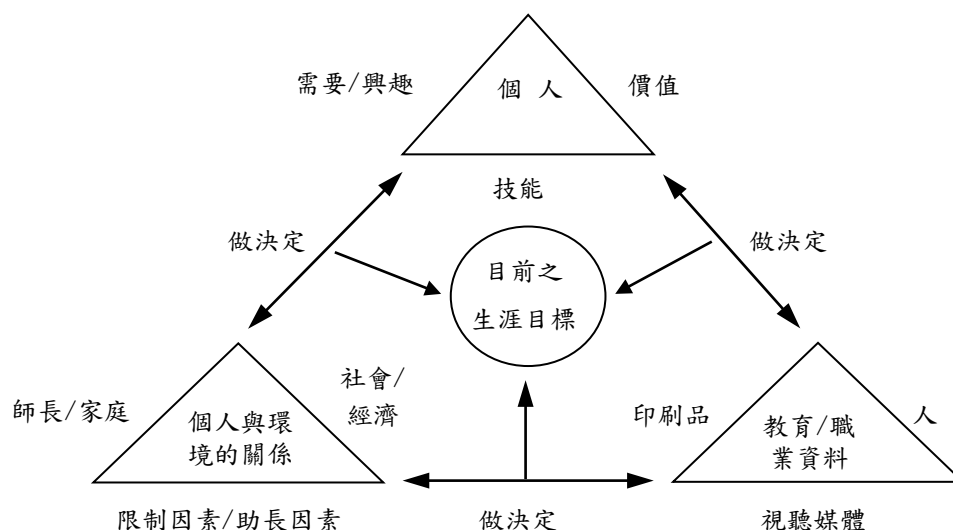 需要/興趣
個 人
價值
技能
做決定
做決定
目前之
生涯目標
師長/家庭
個人與環
境的關係
社會/
經濟
印刷品
教育/職
業資料
人
限制因素/助長因素
做決定
視聽媒體